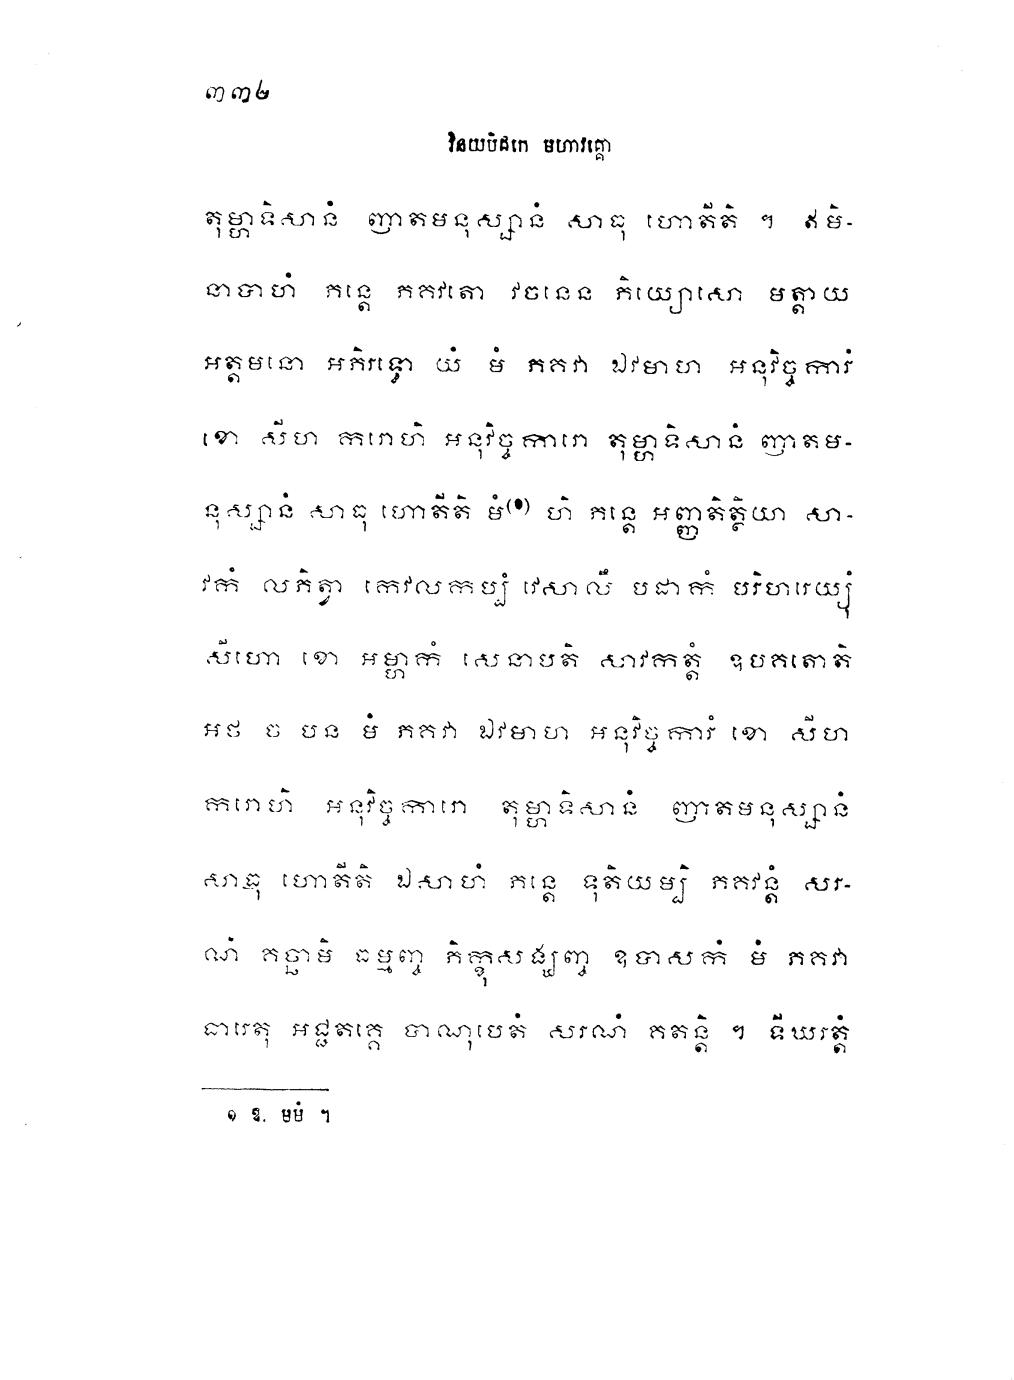 ៣៣២
វិនយបិដកេ មហាវគ្គោ
តុម្ហាទិសានំ ញាតមនុស្សានំ សាធុ ហោតីតិ ។ ឥមិ-
នាបាហំ ភន្តេ ភគវតោ វចនេន ភិយ្យោសោ មត្តាយ
អត្តមនោ អភិរទ្ធោ យំ មំ ភគវា ឯវមាហ អនុវិច្ចការំ
ខោ សីហ ករោហិ អនុវិច្ចការោ តុម្ហាទិសានំ ញាតម-
នុស្សានំ សាធុ ហោតីតិ មំ(១) ហិ ភន្តេ អញ្ញតិត្ថិយា សា-
វកំ លភិត្វា កេវលកប្បំ វេសាលឹ បដាកំ បរិហរេយ្យុំ
សីហោ ខោ អម្ហាកំ សេនាបតិ សាវកត្តំ ឧបគតោតិ
អថ ច បន មំ ភគវា ឯវមាហ អនុវិច្ចការំ ខោ សីហ
ករោហិ អនុវិច្ចការោ តុម្ហាទិសានំ ញាតមនុស្សានំ
សាធុ ហោតីតិ ឯសាហំ ភន្តេ ទុតិយម្បិ ភគវន្តំ សរ-
ណំ គច្ឆាមិ ធម្មញ្ច ភិក្ខុសង្ឃញ្ច ឧបាសកំ មំ ភគវា
ធារេតុ អជ្ជតគ្គេ បាណុបេតំ សរណំ គតន្តិ ។ ទីឃរត្តំ
១ ឱ. មមំ ។